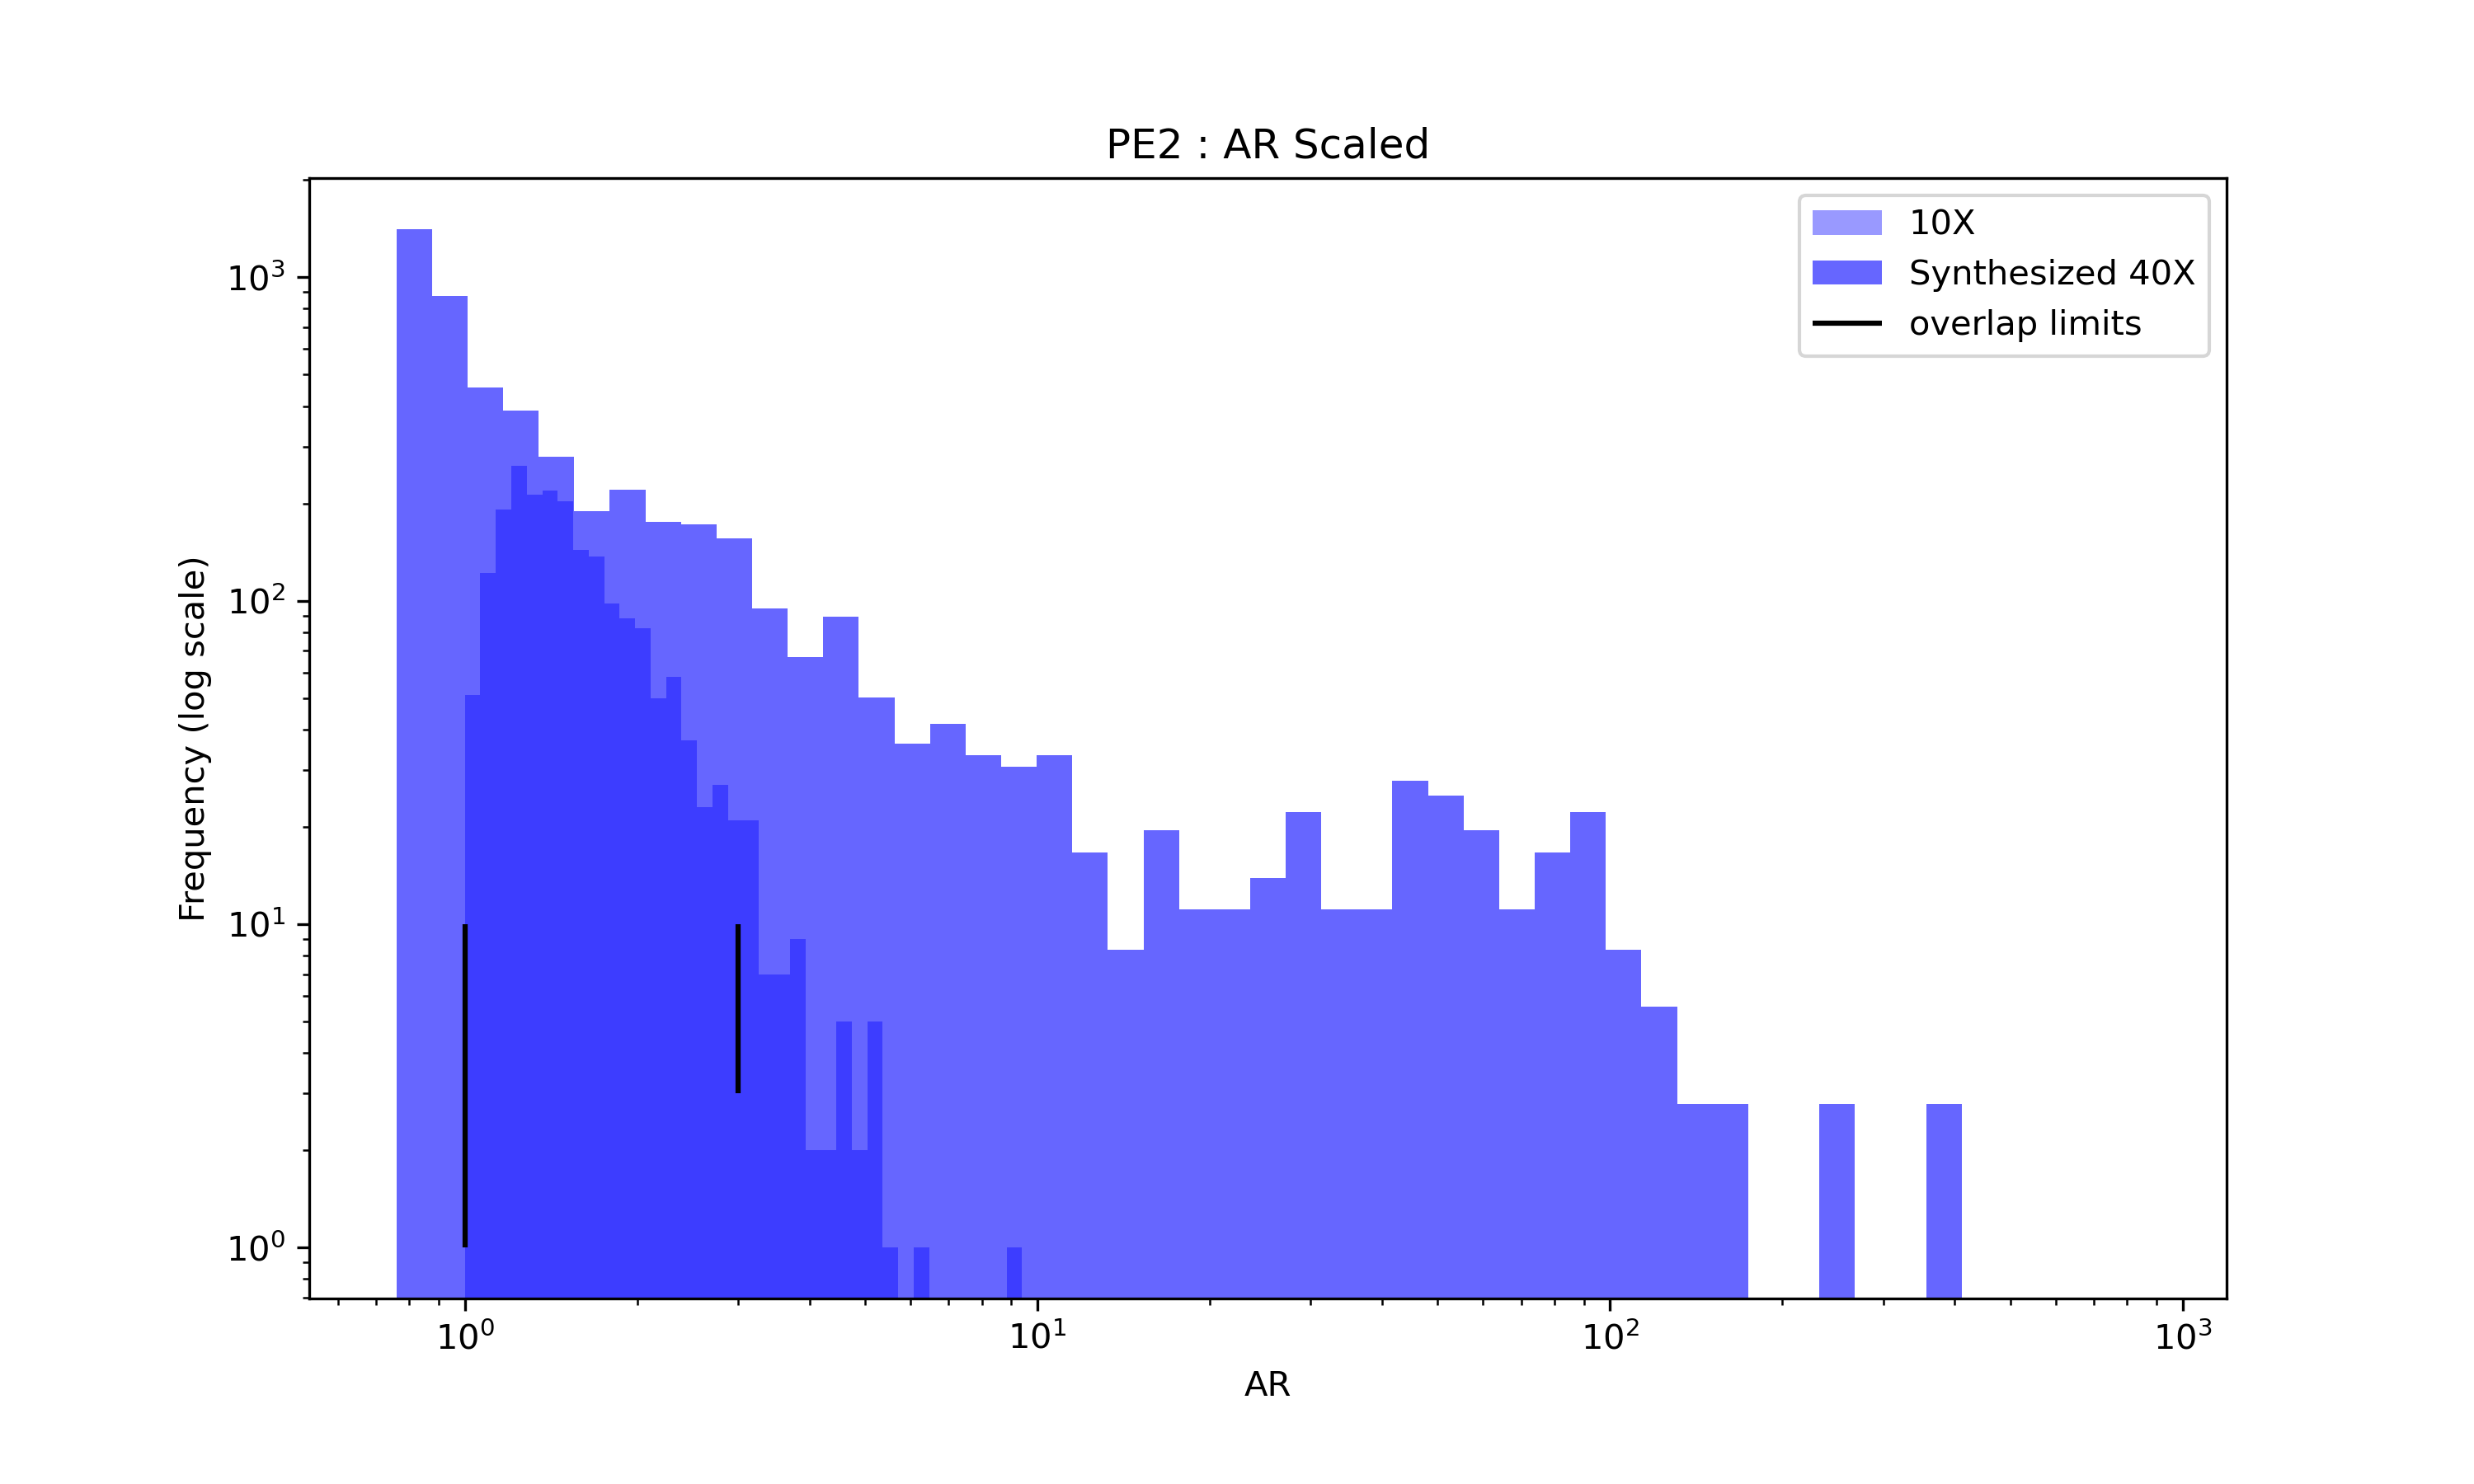 PE2 : AR Scaled
10X
Synthesized 40X
overlap limits
Frequency (log scale)
10³
10²
10¹
10⁰
10⁰ 10¹ 10² 10³
AR